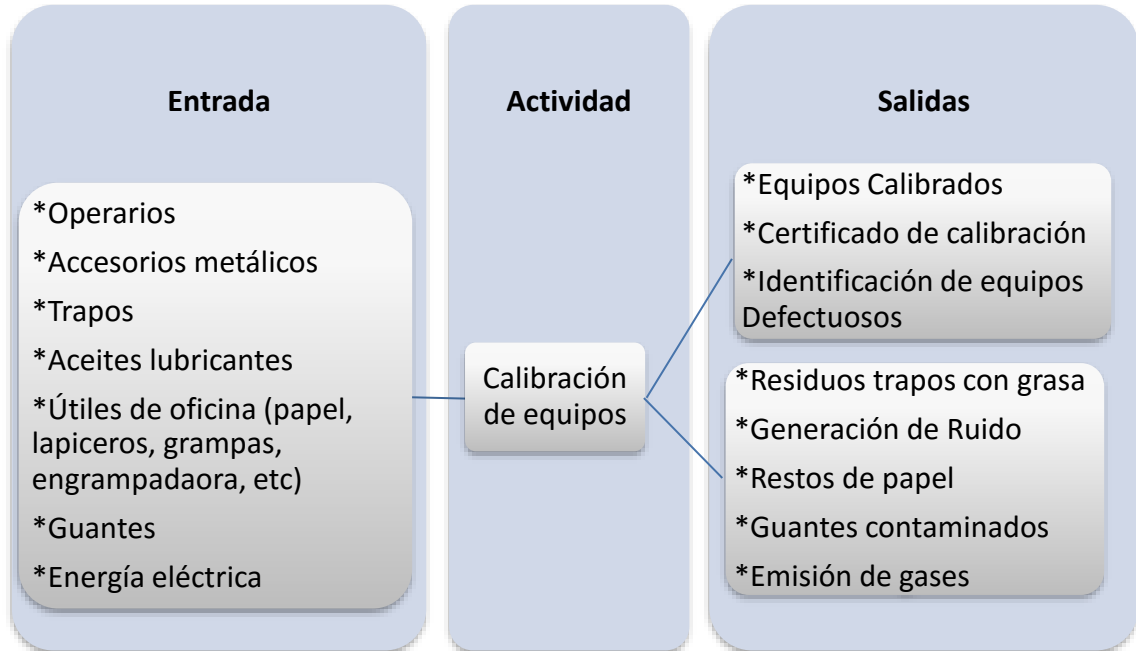 Entrada
*Operarios
*Accesorios metálicos
*Trapos
*Aceites lubricantes
*Útiles de oficina (papel,
lapiceros, grampas,
engrampadaora, etc)
*Guantes
*Energía eléctrica
Actividad
Calibración
de equipos
Salidas
*Equipos Calibrados
*Certificado de calibración
*Identificación de equipos
Defectuosos
*Residuos trapos con grasa
*Generación de Ruido
*Restos de papel
*Guantes contaminados
*Emisión de gases